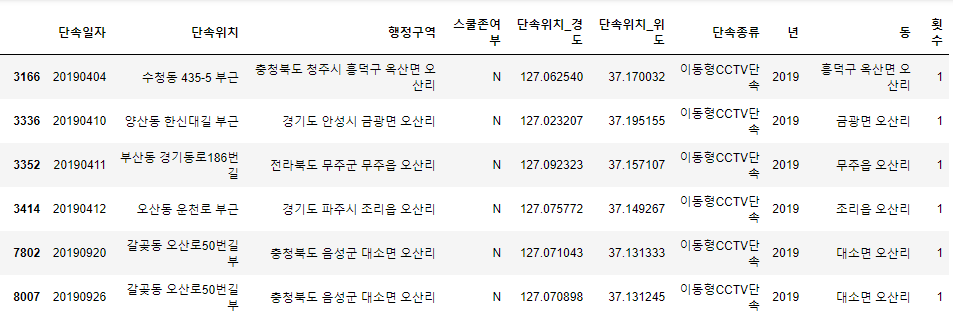 단속일자 단속위치 행정구역 스쿨존여부 단속위치_경도 단속위치_위도 단속종류 년 동 횟수
3166 20190404 수청동 435-5 부근 충청북도 청주시 흥덕구 옥산면 오산리 N 127.062540 37.170032 이동형CCTV단속 2019 흥덕구 옥산면 오산리 1
3336 20190410 양산동 한신대길 부근 경기도 안성시 금광면 오산리 N 127.023207 37.195155 이동형CCTV단속 2019 금광면 오산리 1
3352 20190411 부산동 경기동로186번길 전라북도 무주군 무주읍 오산리 N 127.092323 37.157107 이동형CCTV단속 2019 무주읍 오산리 1
3414 20190412 오산동 운천로 부근 경기도 파주시 조리읍 오산리 N 127.075772 37.149267 이동형CCTV단속 2019 조리읍 오산리 1
7802 20190920 갈곶동 오산로50번길 부 충청북도 음성군 대소면 오산리 N 127.071043 37.131333 이동형CCTV단속 2019 대소면 오산리 1
8007 20190926 갈곶동 오산로50번길 부 충청북도 음성군 대소면 오산리 N 127.070898 37.131245 이동형CCTV단속 2019 대소면 오산리 1